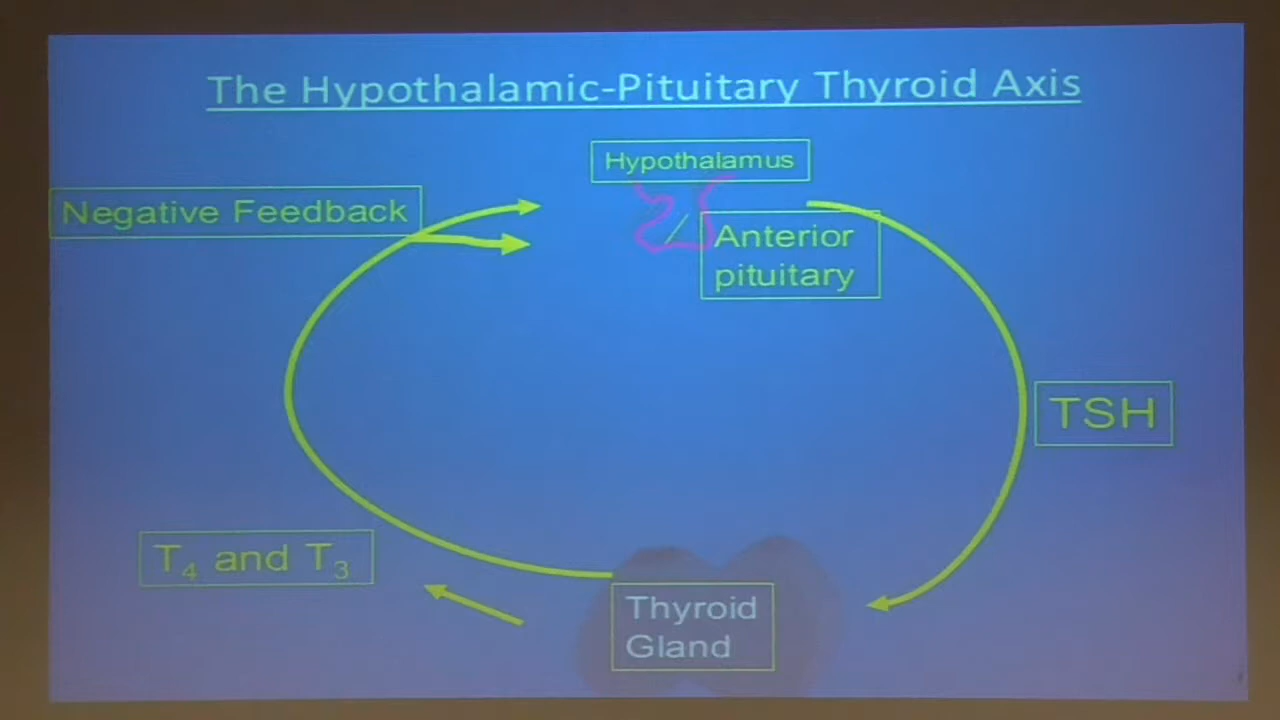 The Hypothalamic-Pituitary Thyroid Axis
Hypothalamus
Negative Feedback
Anterior
pituitary
TSH
T₄ and T₃
Thyroid
Gland